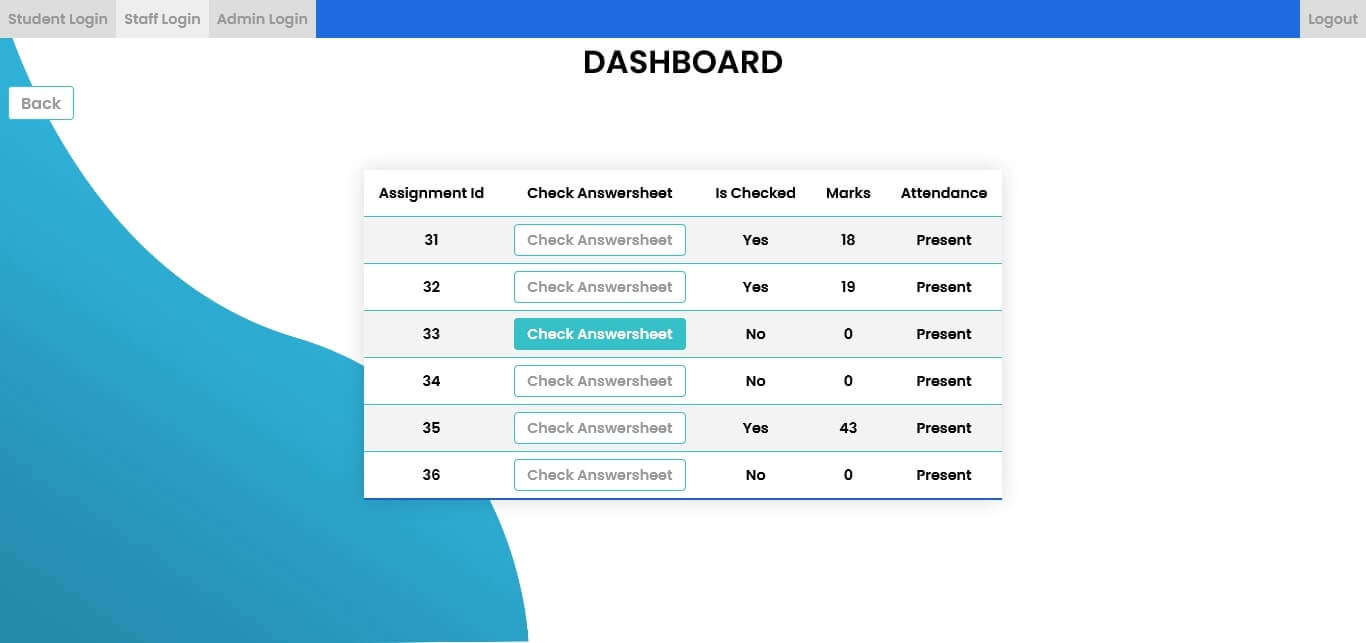 Student Login Staff Login Admin Login Logout
DASHBOARD
Back
Assignment Id Check Answersheet Is Checked Marks Attendance
31 Check Answersheet Yes 18 Present
32 Check Answersheet Yes 19 Present
33 Check Answersheet No 0 Present
34 Check Answersheet No 0 Present
35 Check Answersheet Yes 43 Present
36 Check Answersheet No 0 Present